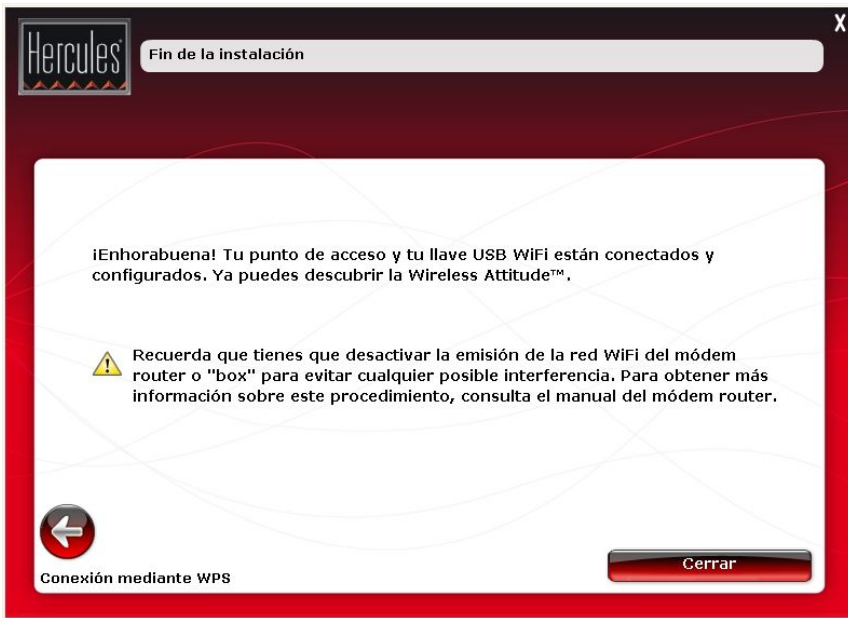 X
Hercules
Fin de la instalación
¡Enhorabuena! Tu punto de acceso y tu llave USB WiFi están conectados y
configurados. Ya puedes descubrir la Wireless Attitude™.
Recuerda que tienes que desactivar la emisión de la red WiFi del módem
router o "box" para evitar cualquier posible interferencia. Para obtener más
información sobre este procedimiento, consulta el manual del módem router.
Cerrar
Conexión mediante WPS